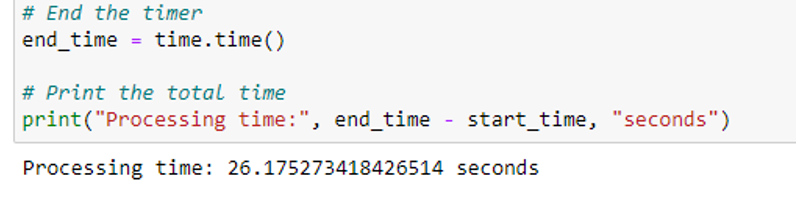 # End the timer
end_time = time.time()
# Print the total time
print("Processing time:", end_time - start_time, "seconds")
Processing time: 26.175273418426514 seconds